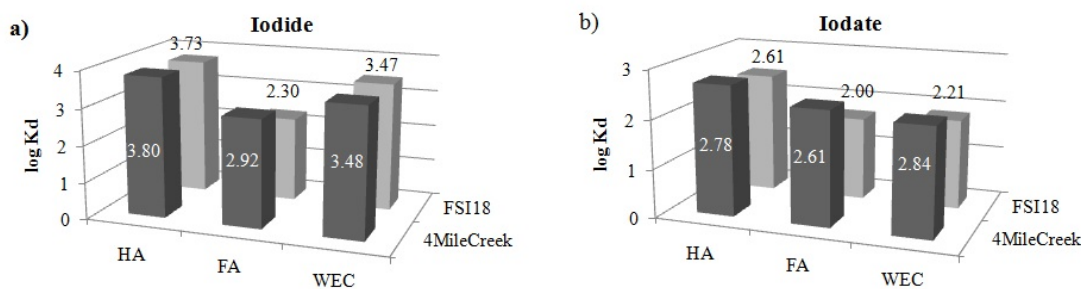 a)
Iodide
log Kd
4
3
2
1
0
3.73
2.30
3.47
3.80
2.92
3.48
HA
FA
WEC
FSI18
4MileCreek
b)
Iodate
log Kd
3
2
1
0
2.61
2.00
2.21
2.78
2.61
2.84
HA
FA
WEC
FSI18
4MileCreek